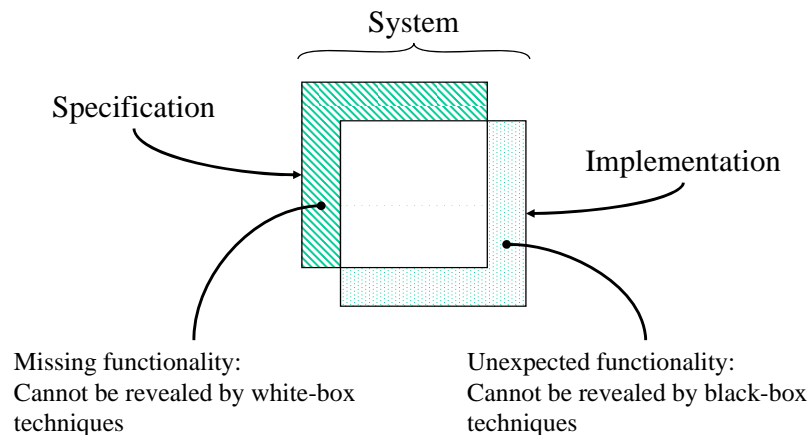 System
Specification
Implementation
Missing functionality:
Cannot be revealed by white-box
techniques
Unexpected functionality:
Cannot be revealed by black-box
techniques